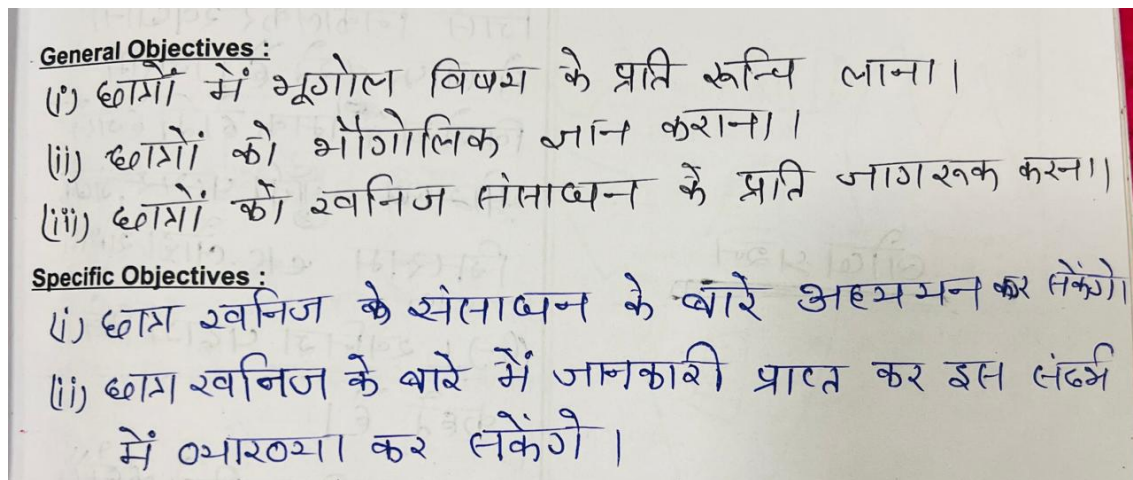 General Objectives :
(i) छात्रों में भूगोल विषय के प्रति रूचि लाना।
(ii) छात्रों को भौगोलिक ज्ञान कराना।
(iii) छात्रों को खनिज संसाधन के प्रति जागरूक करना।
Specific Objectives :
(i) छात्र खनिज के संसाधन के बारे अध्ययन कर सकेंगे।
(ii) छात्र खनिज के बारे में जानकारी प्राप्त कर इस संदर्भ
में व्याख्या कर सकेंगे।